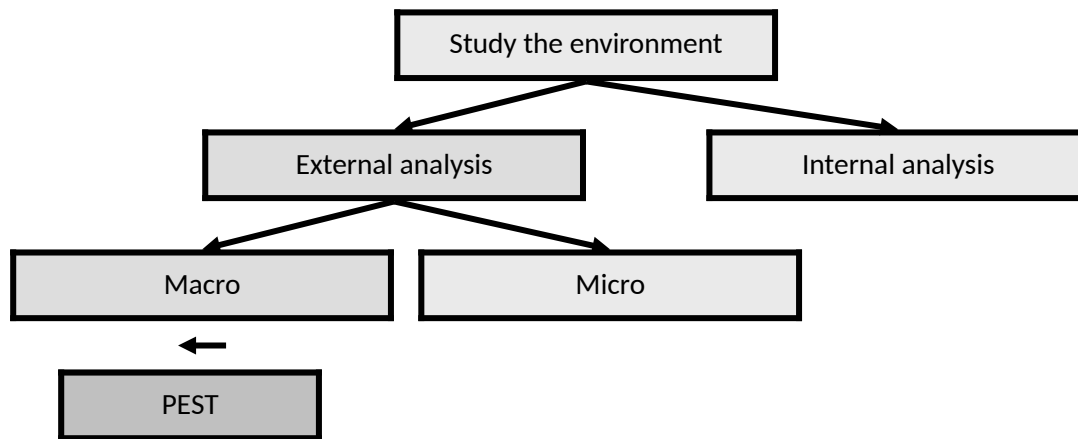 Study the environment
External analysis
Internal analysis
Macro
Micro
PEST